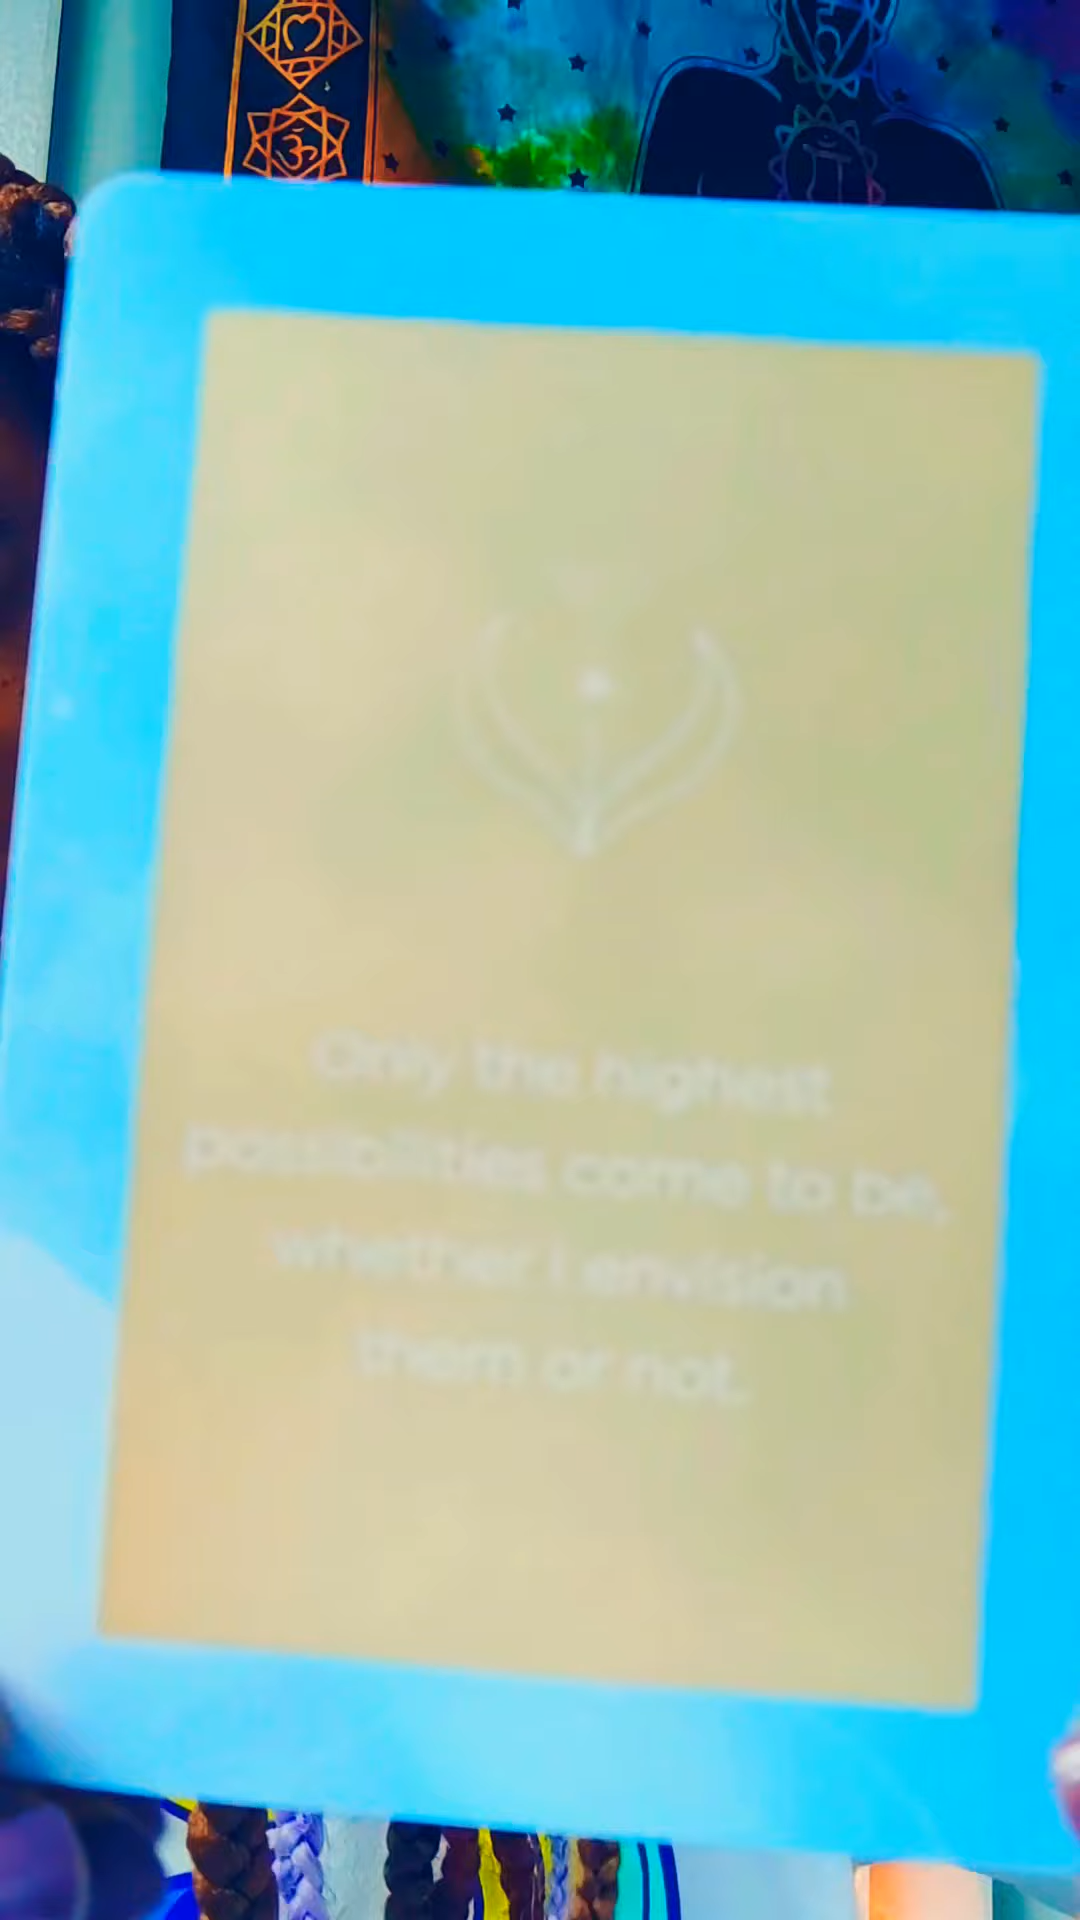 Only the highest
possibilities come to be,
whether I envision
them or not.